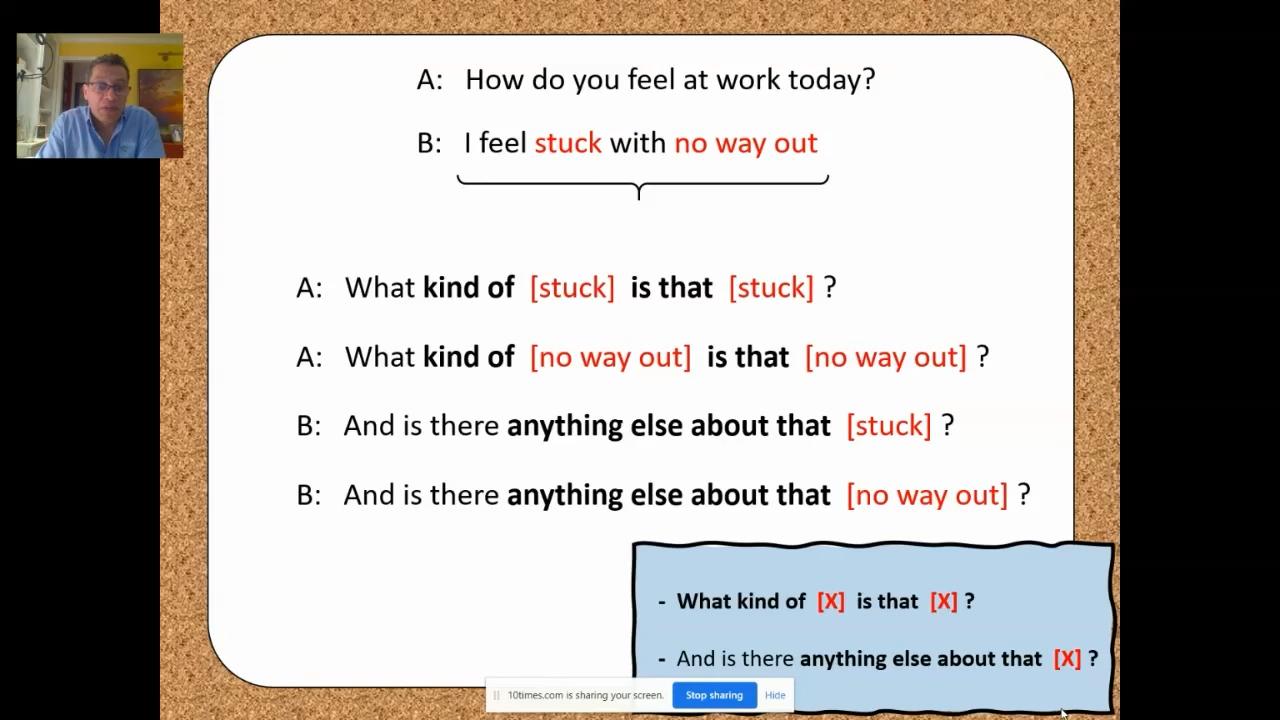 A: How do you feel at work today?
B: I feel stuck with no way out
A: What kind of [stuck] is that [stuck] ?
A: What kind of [no way out] is that [no way out] ?
B: And is there anything else about that [stuck] ?
B: And is there anything else about that [no way out] ?
- What kind of [X] is that [X] ?
- And is there anything else about that [X] ?
10times.com is sharing your screen. Stop sharing Hide